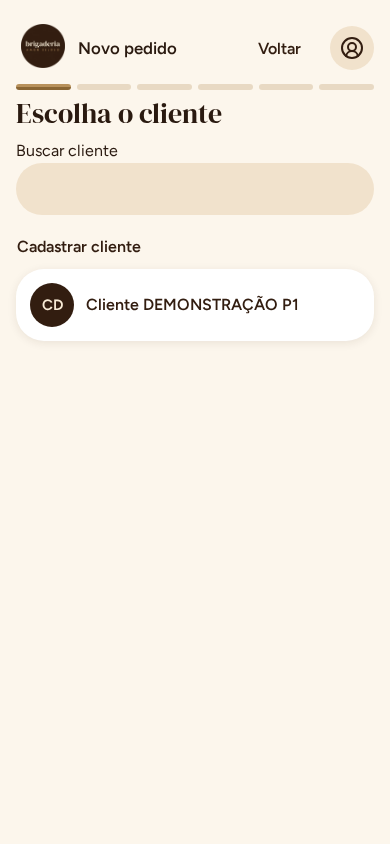 brigaderia
Novo pedido
Voltar
Escolha o cliente
Buscar cliente
Cadastrar cliente
CD
Cliente DEMONSTRAÇÃO P1